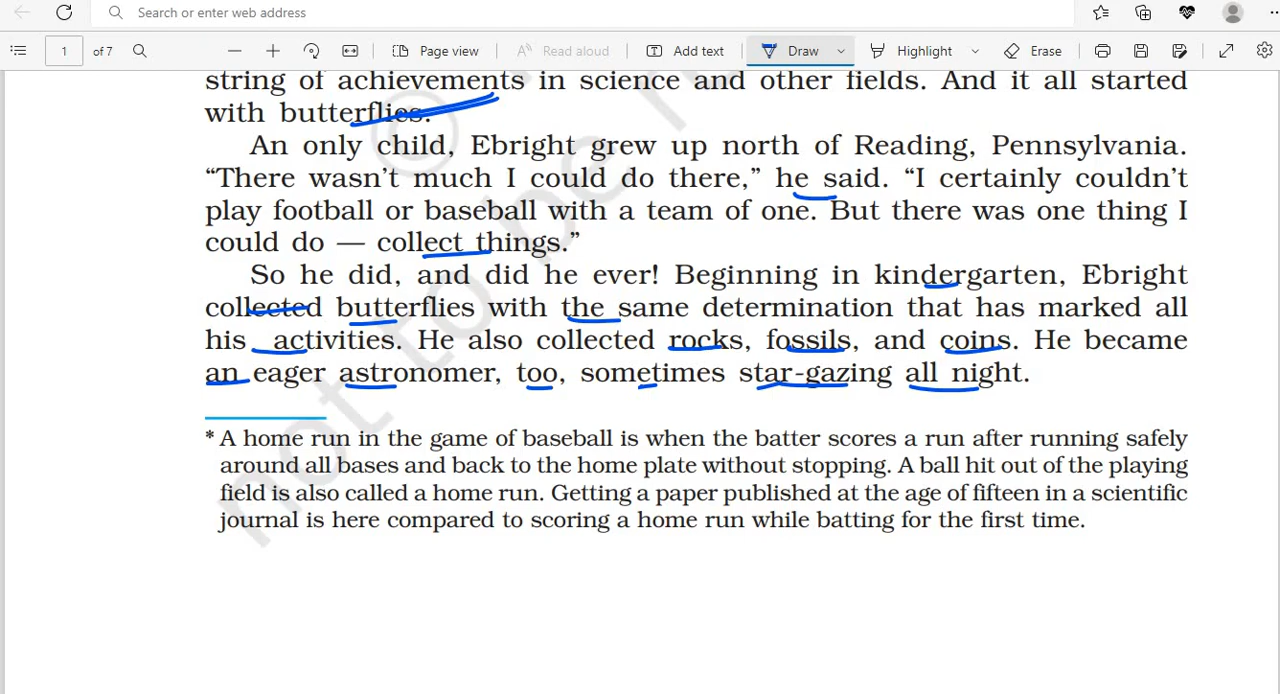 Search or enter web address
1 of 7 Page view Read aloud Add text Draw Highlight Erase
string of achievements in science and other fields. And it all started
with butterflies.
An only child, Ebright grew up north of Reading, Pennsylvania.
“There wasn’t much I could do there,” he said. “I certainly couldn’t
play football or baseball with a team of one. But there was one thing I
could do — collect things.”
So he did, and did he ever! Beginning in kindergarten, Ebright
collected butterflies with the same determination that has marked all
his activities. He also collected rocks, fossils, and coins. He became
an eager astronomer, too, sometimes star-gazing all night.
* A home run in the game of baseball is when the batter scores a run after running safely
around all bases and back to the home plate without stopping. A ball hit out of the playing
field is also called a home run. Getting a paper published at the age of fifteen in a scientific
journal is here compared to scoring a home run while batting for the first time.
©
not to be